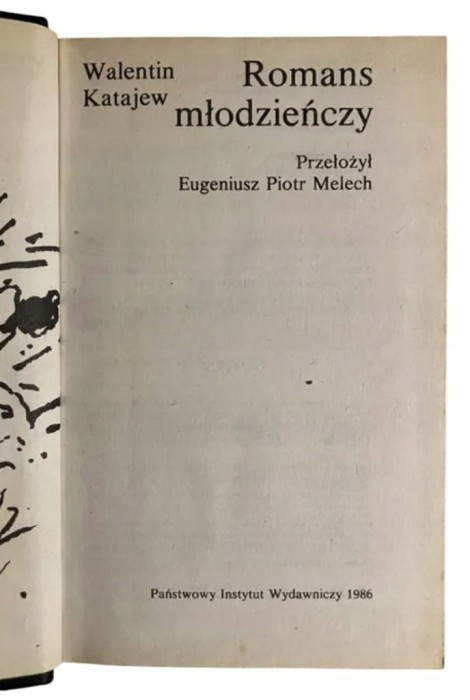 Walentin
Katajew
Romans
młodzieńczy
Przełożył
Eugeniusz Piotr Melech
Państwowy Instytut Wydawniczy 1986